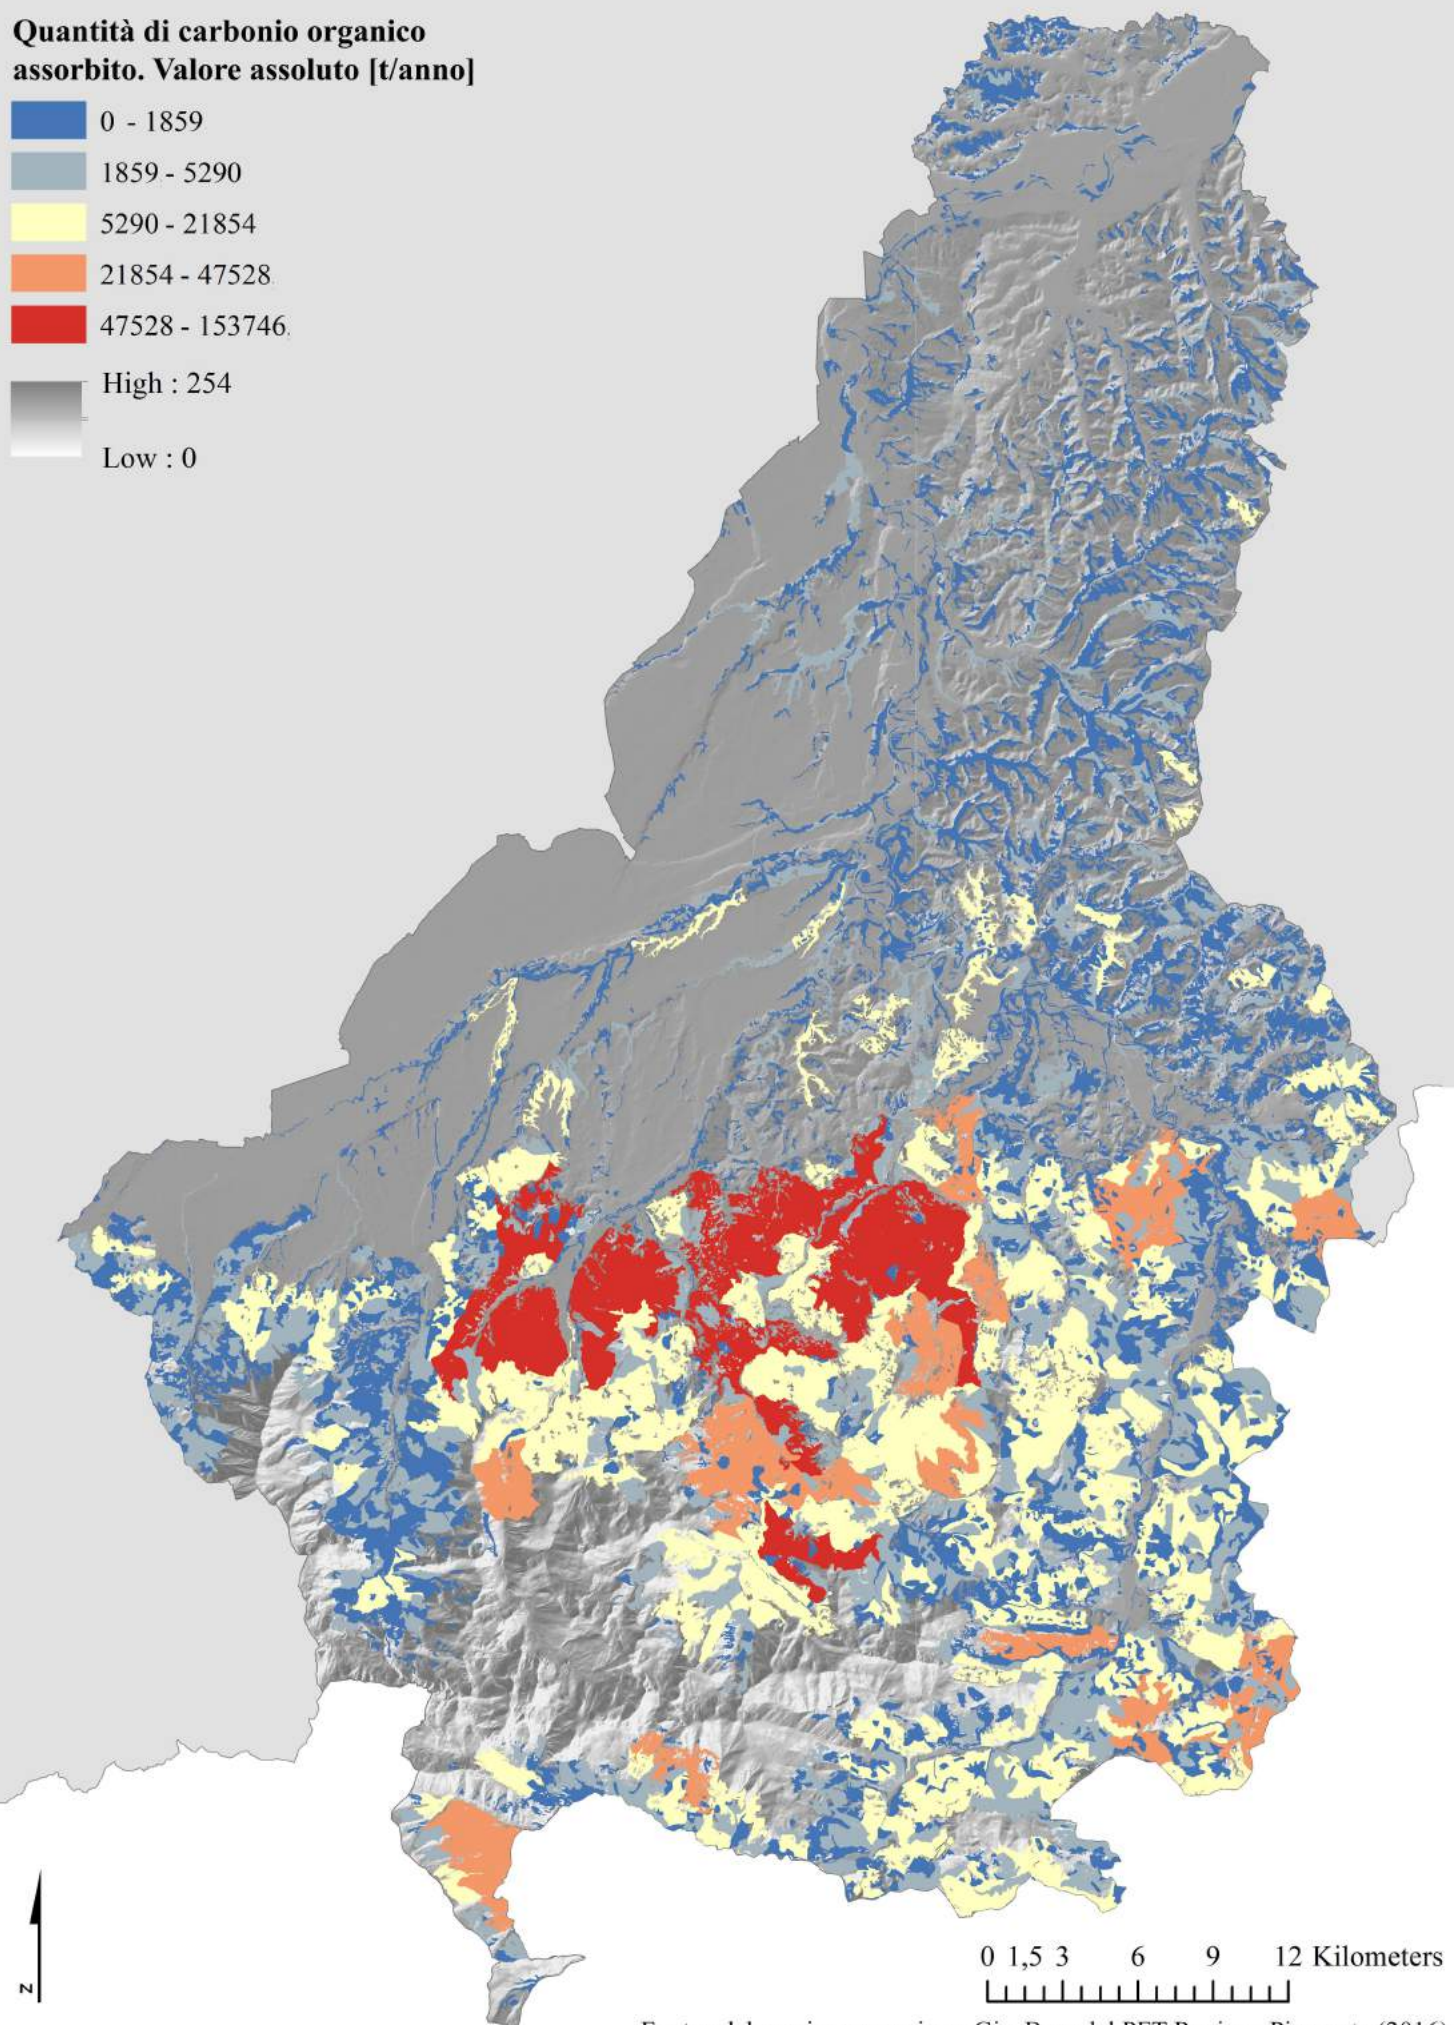 Quantità di carbonio organico
assorbito. Valore assoluto [t/anno]
0 - 1859
1859 - 5290
5290 - 21854
21854 - 47528
47528 - 153746
High : 254
Low : 0
N
0 1,5 3 6 9 12 Kilometers